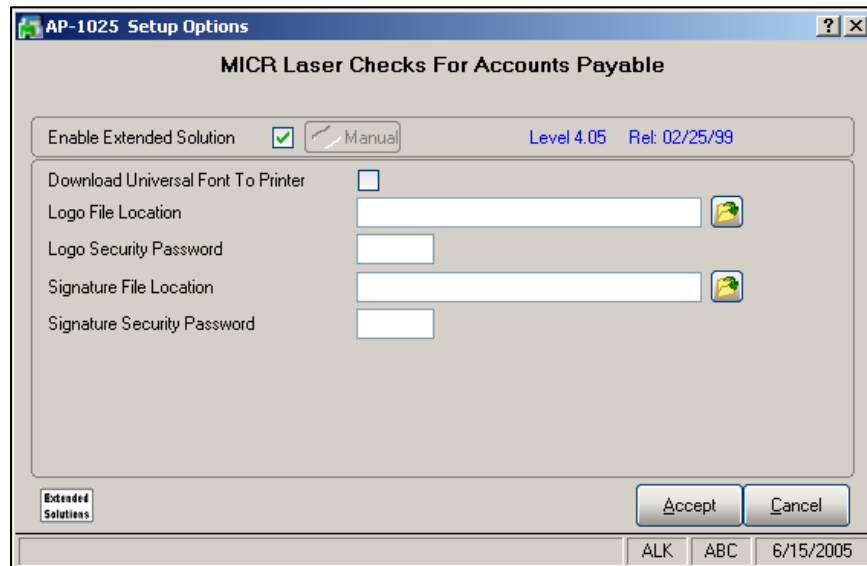 AP-1025 Setup Options
MICR Laser Checks For Accounts Payable
Enable Extended Solution Manual Level 4.05 Rel: 02/25/99
Download Universal Font To Printer
Logo File Location
Logo Security Password
Signature File Location
Signature Security Password
Extended
Solutions
Accept Cancel
ALK ABC 6/15/2005